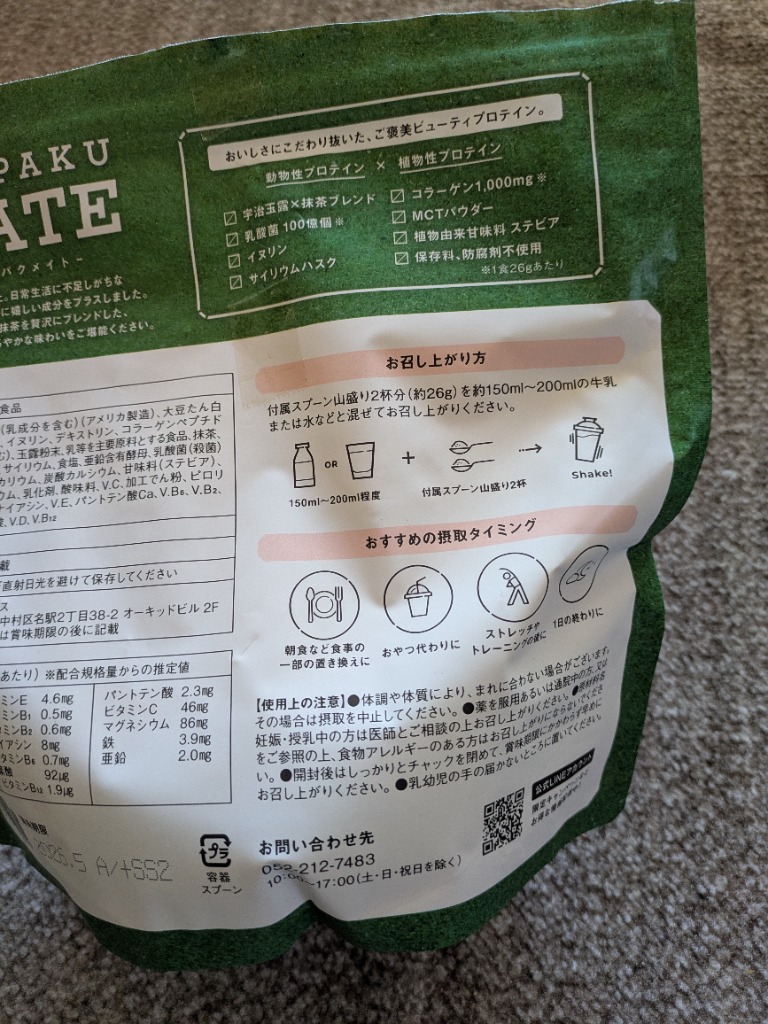 PAKU
ATE
パクメイト－
。日常生活に不足しがちな
に嬉しい成分をプラスしました。
抹茶を贅沢にブレンドした、
やかな味わいをご堪能ください。
おいしさにこだわり抜いた、ご褒美ビューティプロテイン。
動物性プロテイン × 植物性プロテイン
宇治玉露×抹茶ブレンド
乳酸菌 100億個※
イヌリン
サイリウムハスク
コラーゲン1,000mg※
MCTパウダー
植物由来甘味料 ステビア
保存料、防腐剤不使用
※1食26gあたり
食品
(乳成分を含む)(アメリカ製造)、大豆たん白
、イヌリン、デキストリン、コラーゲンペプチド
む)、玉露粉末、乳等を主要原料とする食品、抹茶、
サイリウム、食塩、亜鉛含有酵母、乳酸菌(殺菌)
カリウム、炭酸カルシウム、甘味料(ステビア)、
ウム、乳化剤、酸味料、V.C、加工でん粉、ピロリ
ナイアシン、V.E、パントテン酸Ca、V.B₆、V.B₂、
、V.D、V.B₁₂
載
直射日光を避けて保存してください
ス
中村区名駅2丁目38-2 オーキッドビル 2F
は賞味期限の後に記載
あたり) ※配合規格量からの推定値
ミンE 4.6mg
ミンB₁ 0.5mg
ミンB₂ 0.6mg
イアシン 8mg
タミンB₆ 0.7mg
酸 92μg
ビタミンB₁₂ 1.9μg
パントテン酸 2.3mg
ビタミンC 46mg
マグネシウム 86mg
鉄 3.9mg
亜鉛 2.0mg
お召し上がり方
付属スプーン山盛り2杯分(約26g)を約150ml～200mlの牛乳
または水などと混ぜてお召し上がりください。
OR
+
150ml～200ml程度
付属スプーン山盛り2杯
Shake!
おすすめの摂取タイミング
朝食など食事の
一部の置き換えに
おやつ代わりに
ストレッチや
トレーニングの後に
1日の終わりに
【使用上の注意】●体調や体質により、まれに合わない場合がございます。
その場合は摂取を中止してください。●薬を服用あるいは通院中の方、又は
妊娠・授乳中の方は医師とご相談の上お召し上がりください。●原材料名
をご参照の上、食物アレルギーのある方はお召し上がりにならないでくださ
い。●開封後はしっかりとチャックを閉めて、賞味期限にかかわらず早めに
お召し上がりください。●乳幼児の手の届かないところに置いてください。
公式LINEアカウント
プラ
容器
スプーン
お問い合わせ先
052-212-7483
10:00～17:00(土・日・祝日を除く)
.5 A/+SS2